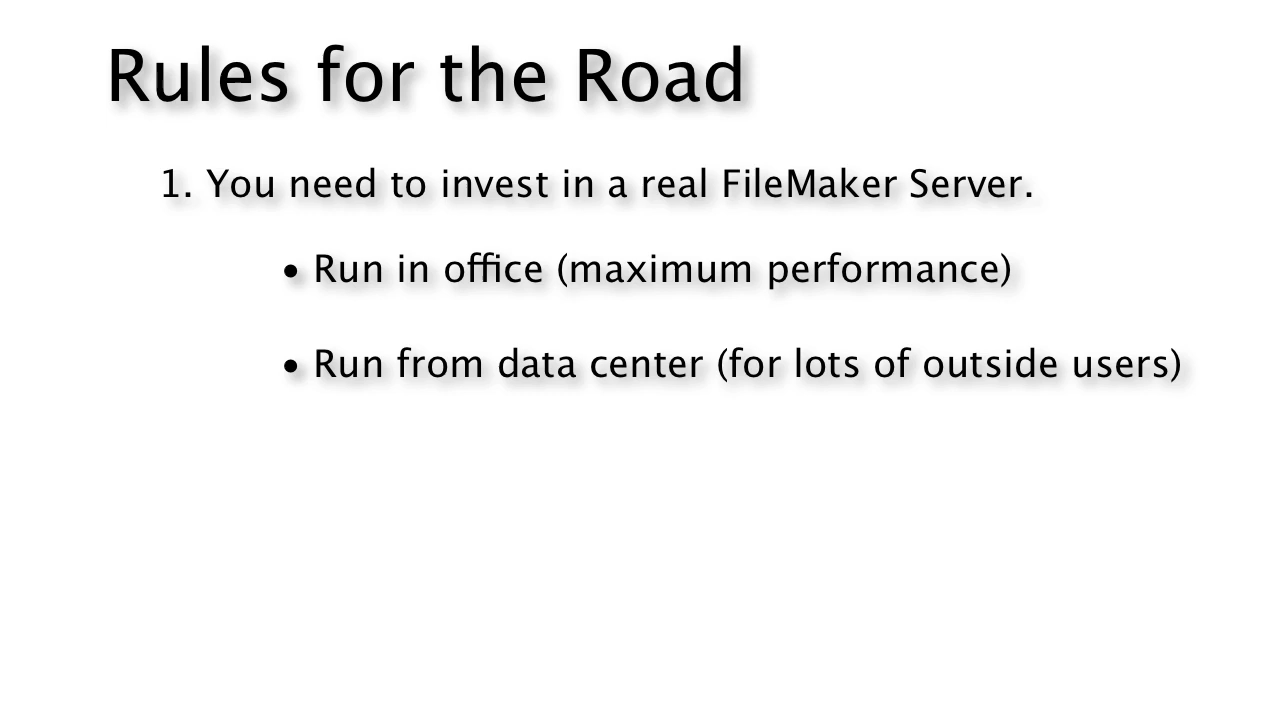 Rules for the Road
1. You need to invest in a real FileMaker Server.
• Run in office (maximum performance)
• Run from data center (for lots of outside users)